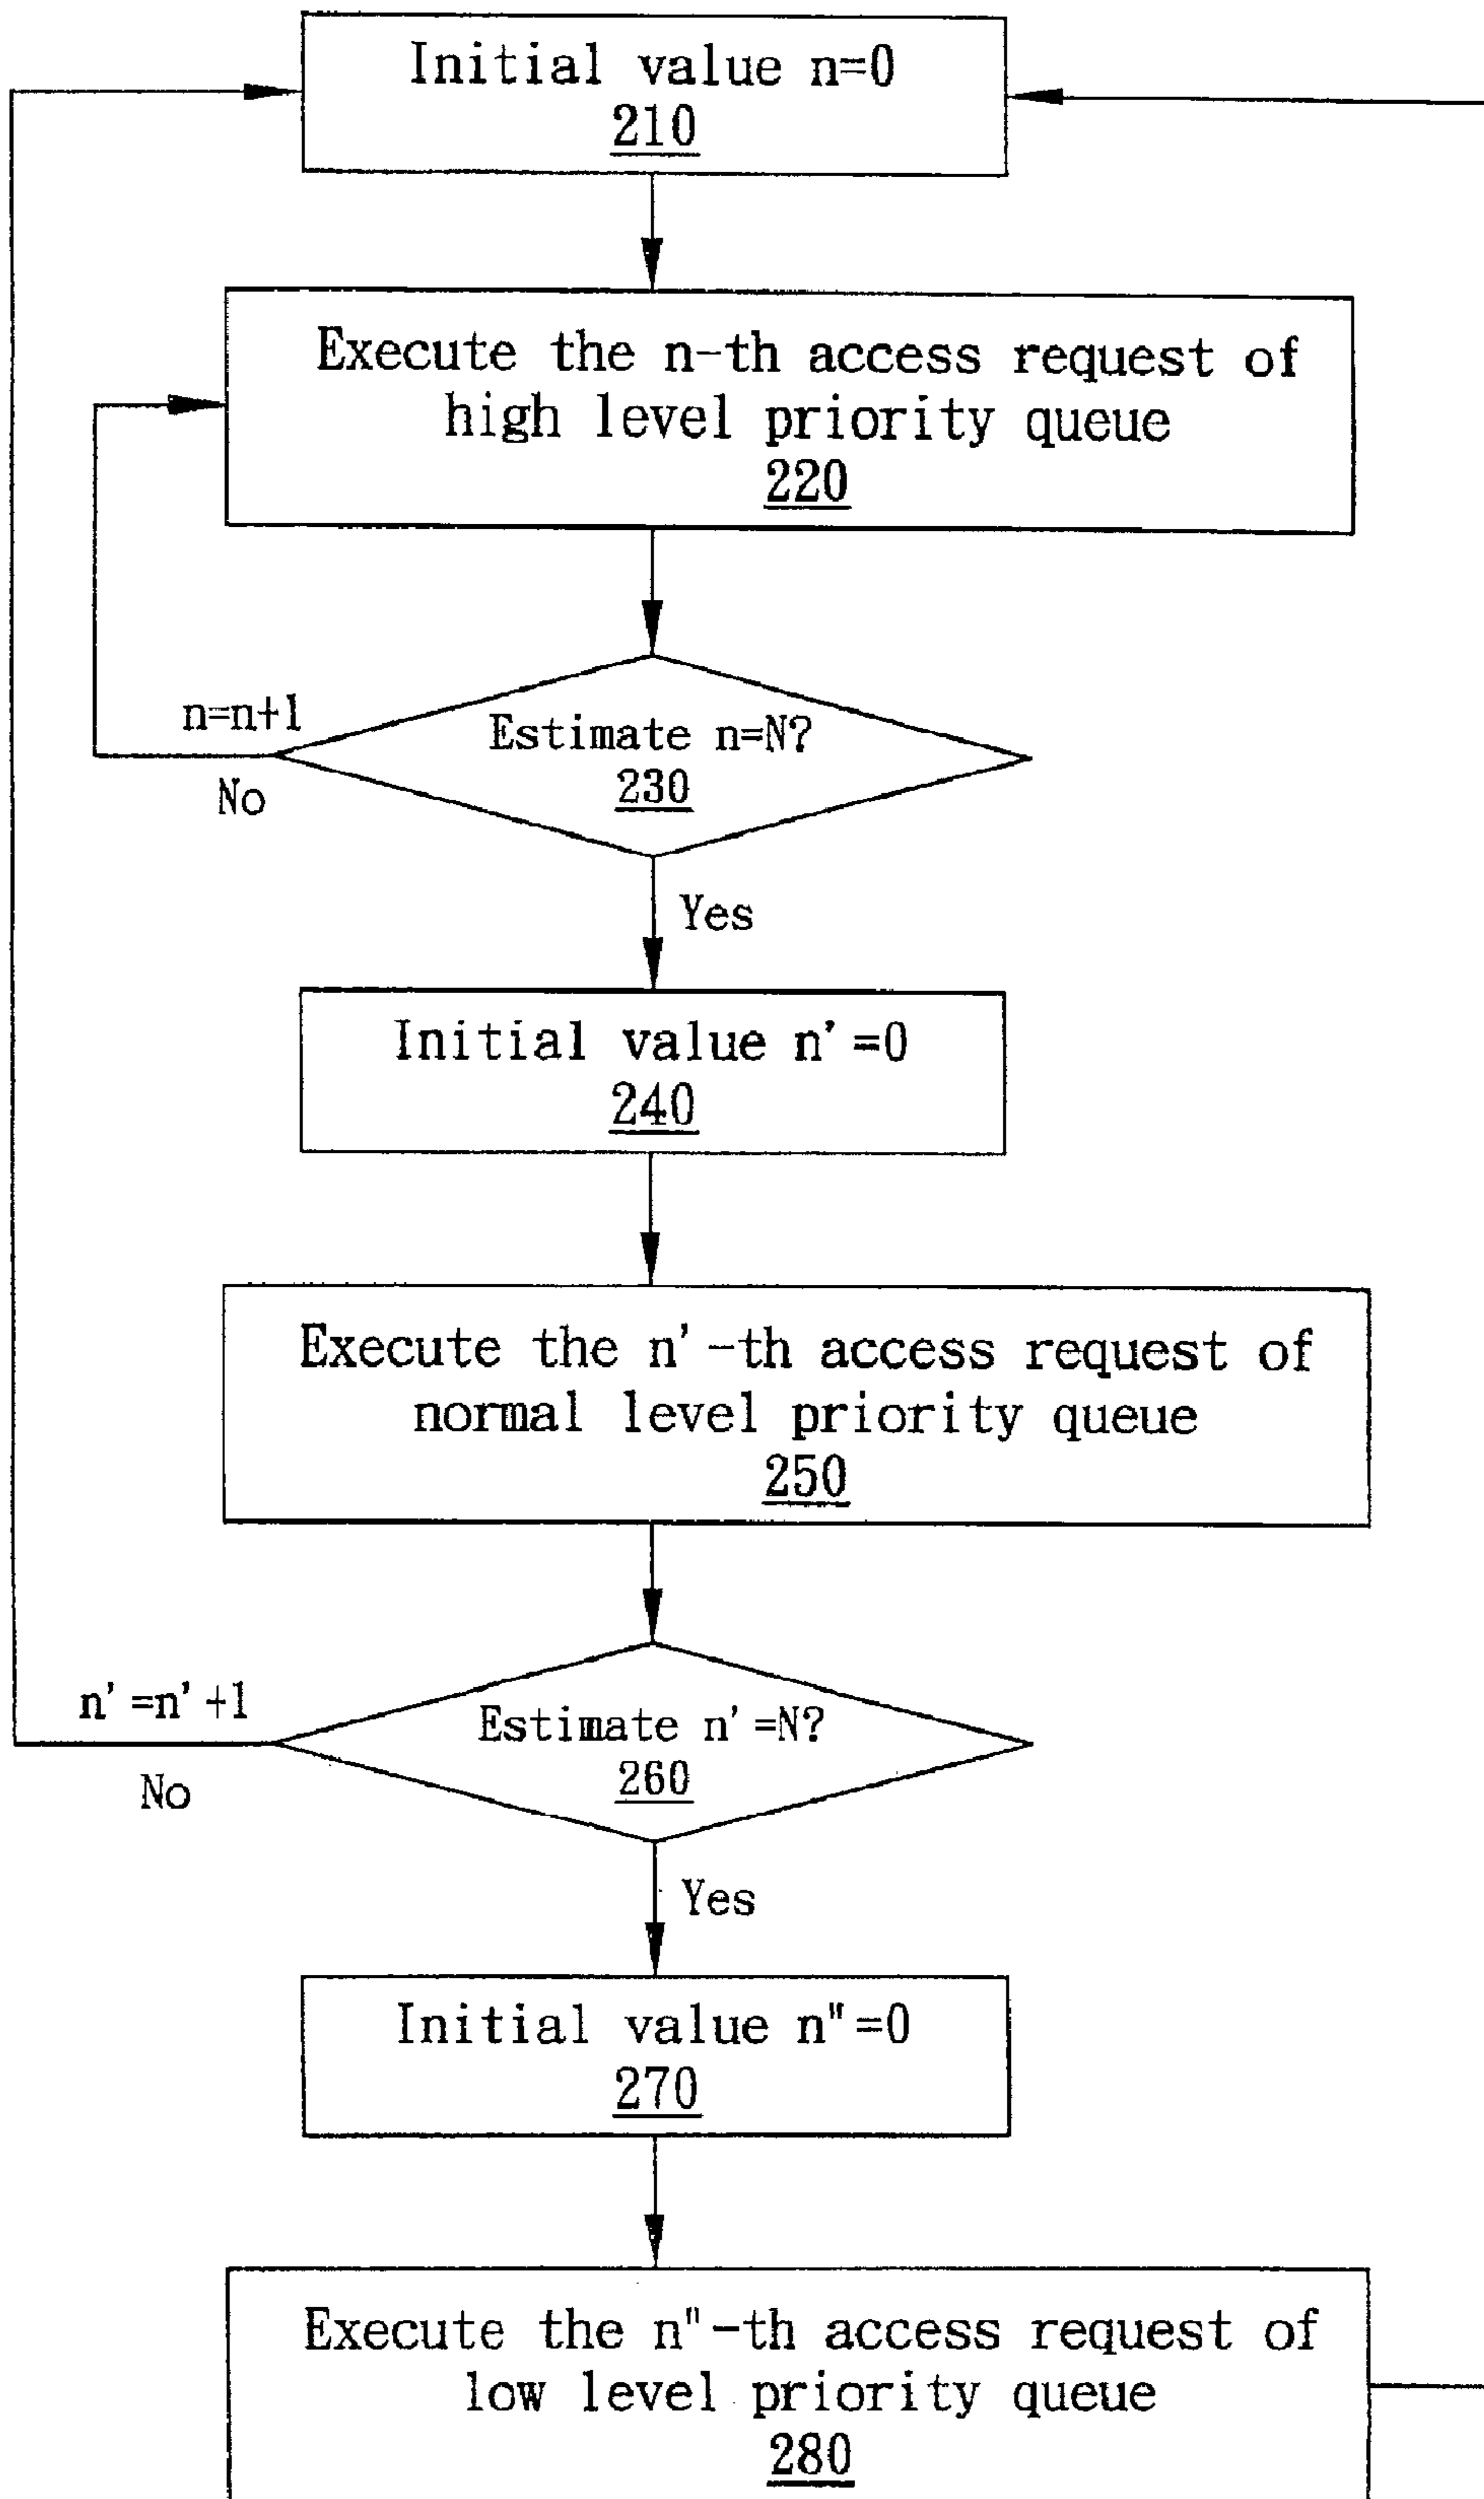 Initial value n=0
210
Execute the n-th access request of
high level priority queue
220
n=n+1
Estimate n=N?
230
No
Yes
Initial value n'=0
240
Execute the n'-th access request of
normal level priority queue
250
n'=n'+1
Estimate n'=N?
260
No
Yes
Initial value n"=0
270
Execute the n"-th access request of
low level priority queue
280